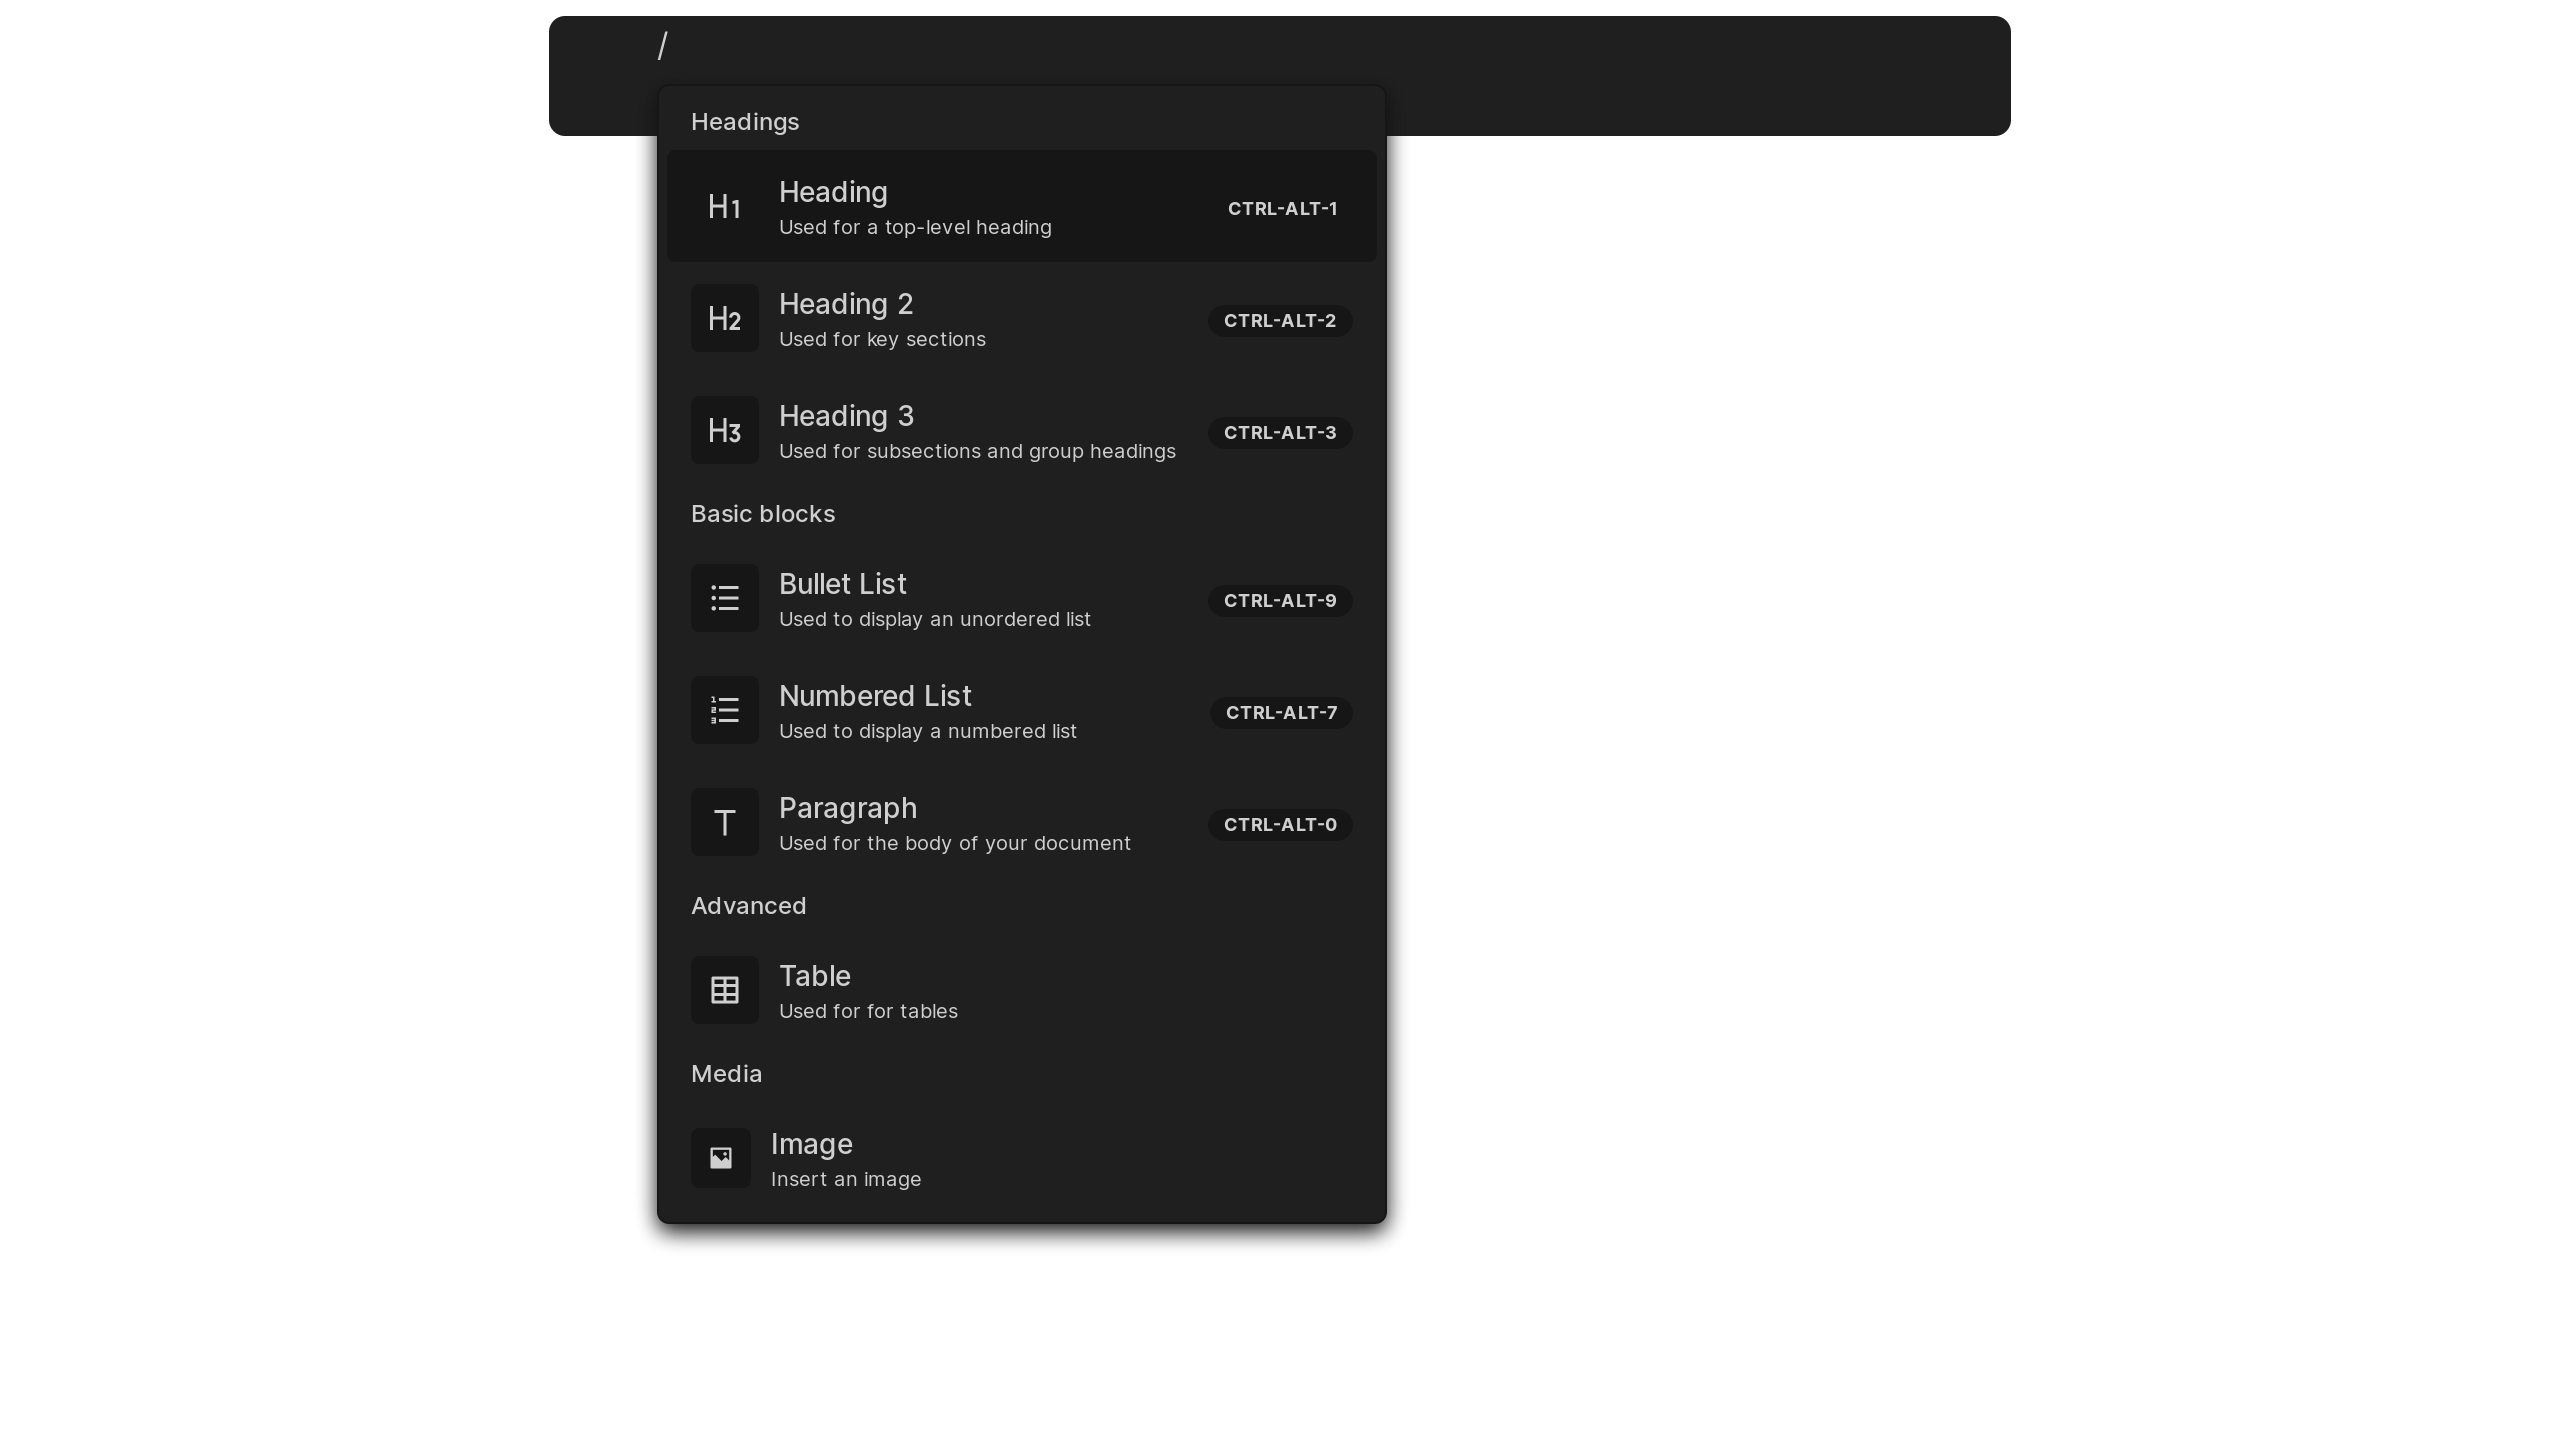 /
Headings
H1
Heading
Used for a top-level heading
CTRL-ALT-1
H2
Heading 2
Used for key sections
CTRL-ALT-2
H3
Heading 3
Used for subsections and group headings
CTRL-ALT-3
Basic blocks
Bullet List
Used to display an unordered list
CTRL-ALT-9
1
2
3
Numbered List
Used to display a numbered list
CTRL-ALT-7
T
Paragraph
Used for the body of your document
CTRL-ALT-0
Advanced
Table
Used for for tables
Media
Image
Insert an image